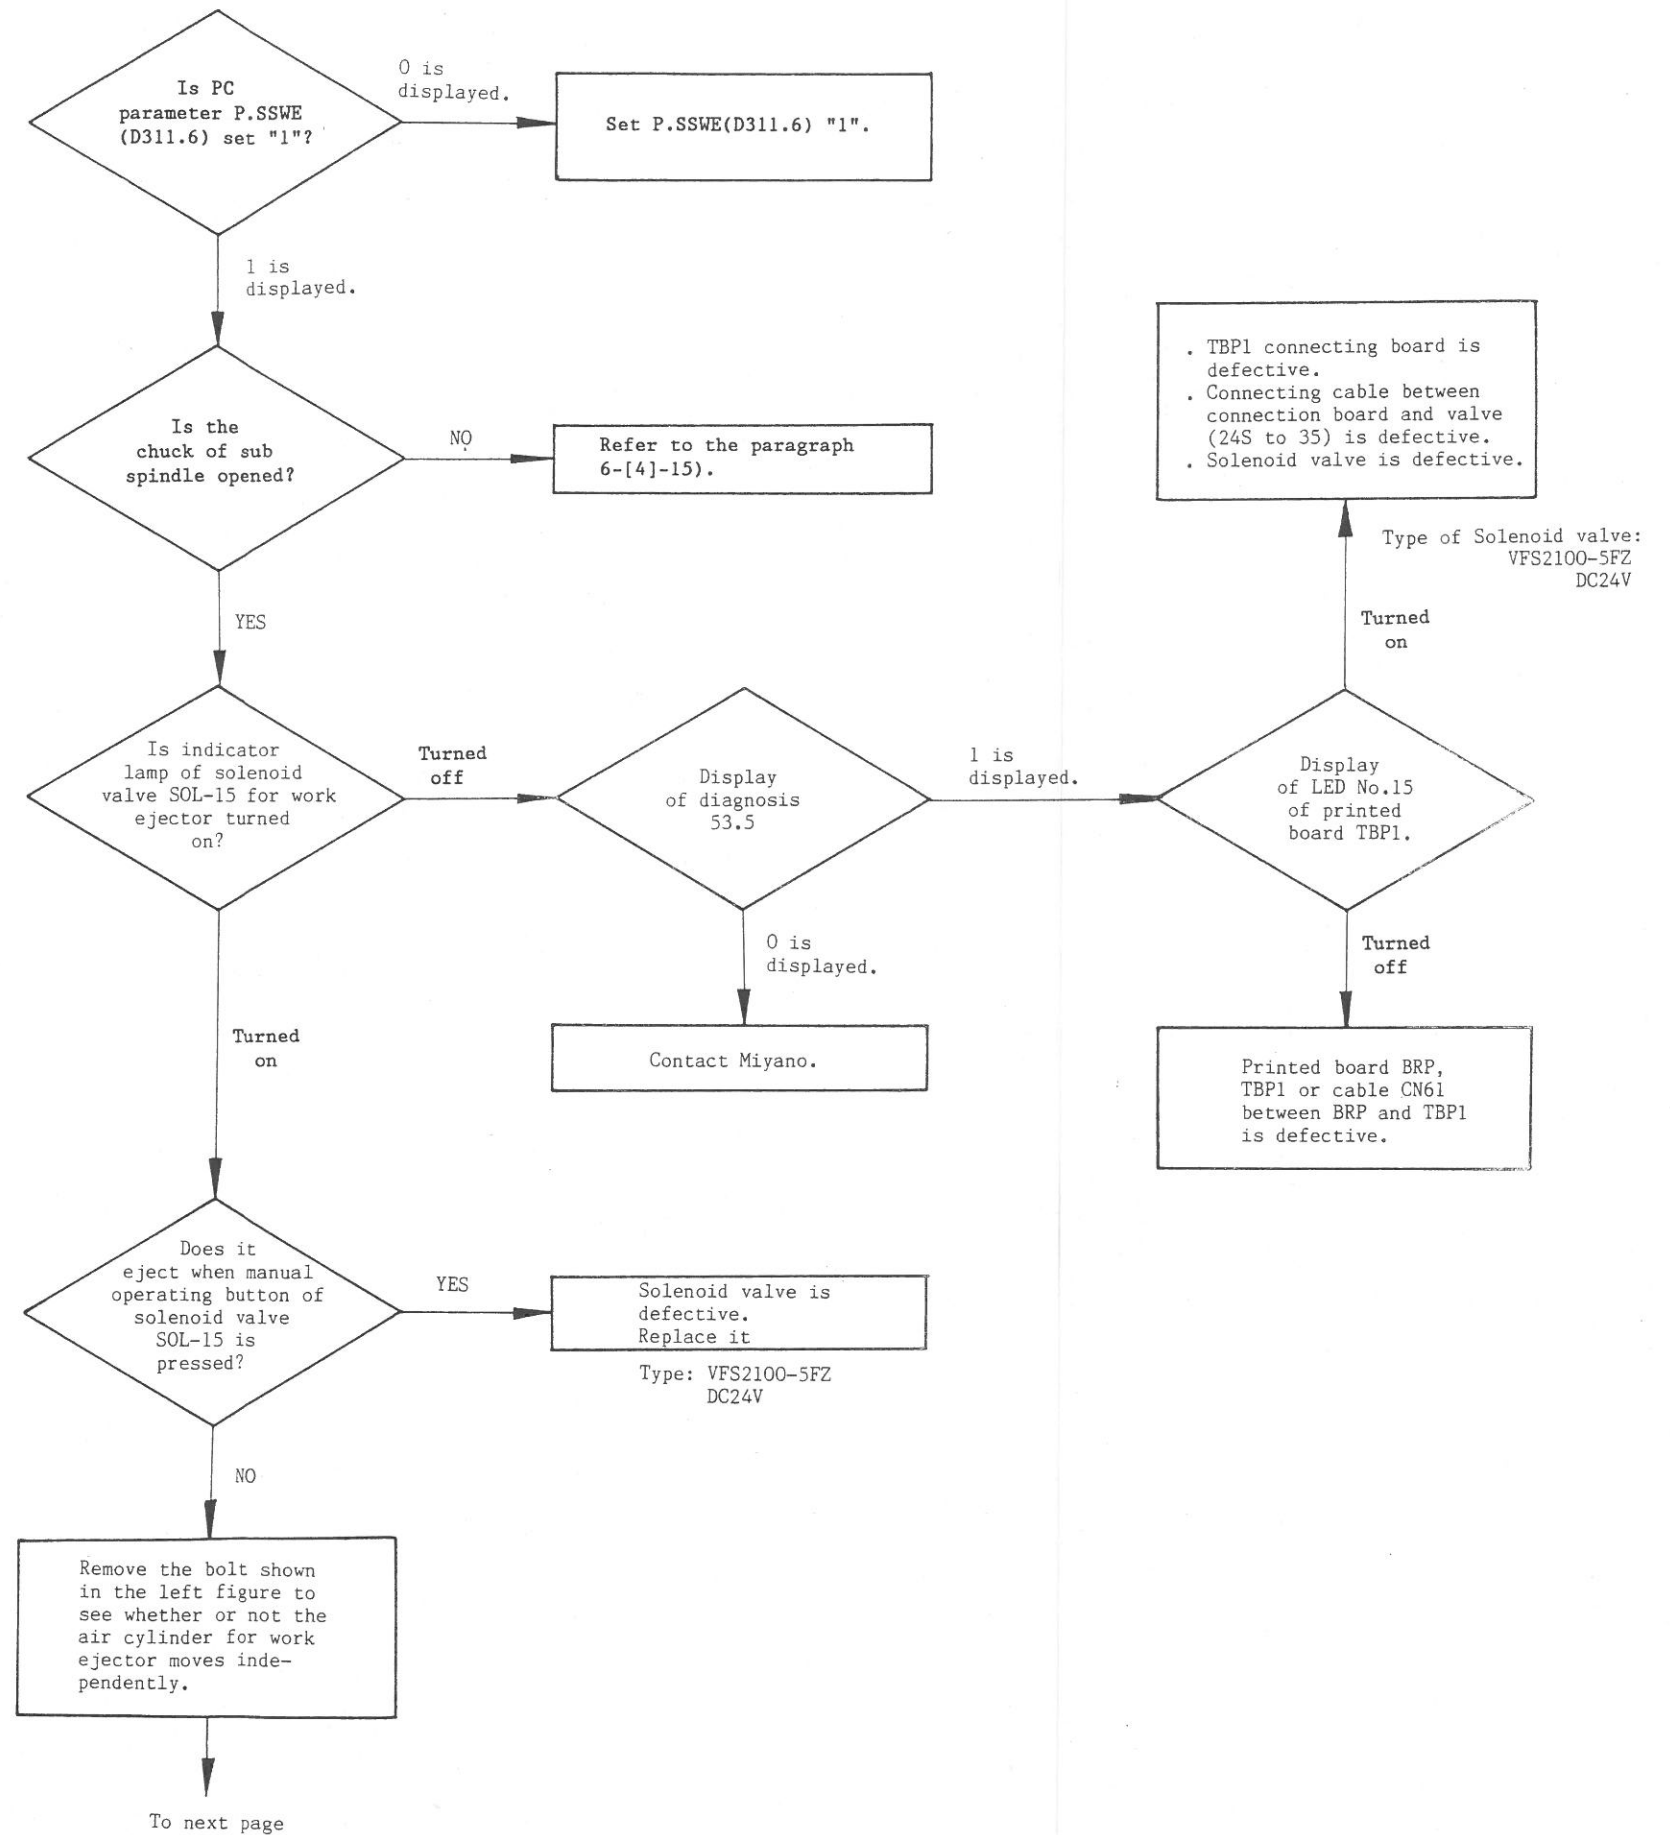 Is PC
parameter P.SSWE
(D311.6) set "1"?
0 is
displayed.
Set P.SSWE(D311.6) "1".
1 is
displayed.
Is the
chuck of sub
spindle opened?
NO
Refer to the paragraph
6-[4]-15).
. TBP1 connecting board is
defective.
. Connecting cable between
connection board and valve
(24S to 35) is defective.
. Solenoid valve is defective.
Type of Solenoid valve:
VFS2100-5FZ
DC24V
YES
Turned
on
Is indicator
lamp of solenoid
valve SOL-15 for work
ejector turned
on?
Turned
off
Display
of diagnosis
53.5
1 is
displayed.
Display
of LED No.15
of printed
board TBP1.
0 is
displayed.
Turned
off
Contact Miyano.
Printed board BRP,
TBP1 or cable CN61
between BRP and TBP1
is defective.
Turned
on
Does it
eject when manual
operating button of
solenoid valve
SOL-15 is
pressed?
YES
Solenoid valve is
defective.
Replace it
Type: VFS2100-5FZ
DC24V
NO
Remove the bolt shown
in the left figure to
see whether or not the
air cylinder for work
ejector moves inde-
pendently.
To next page